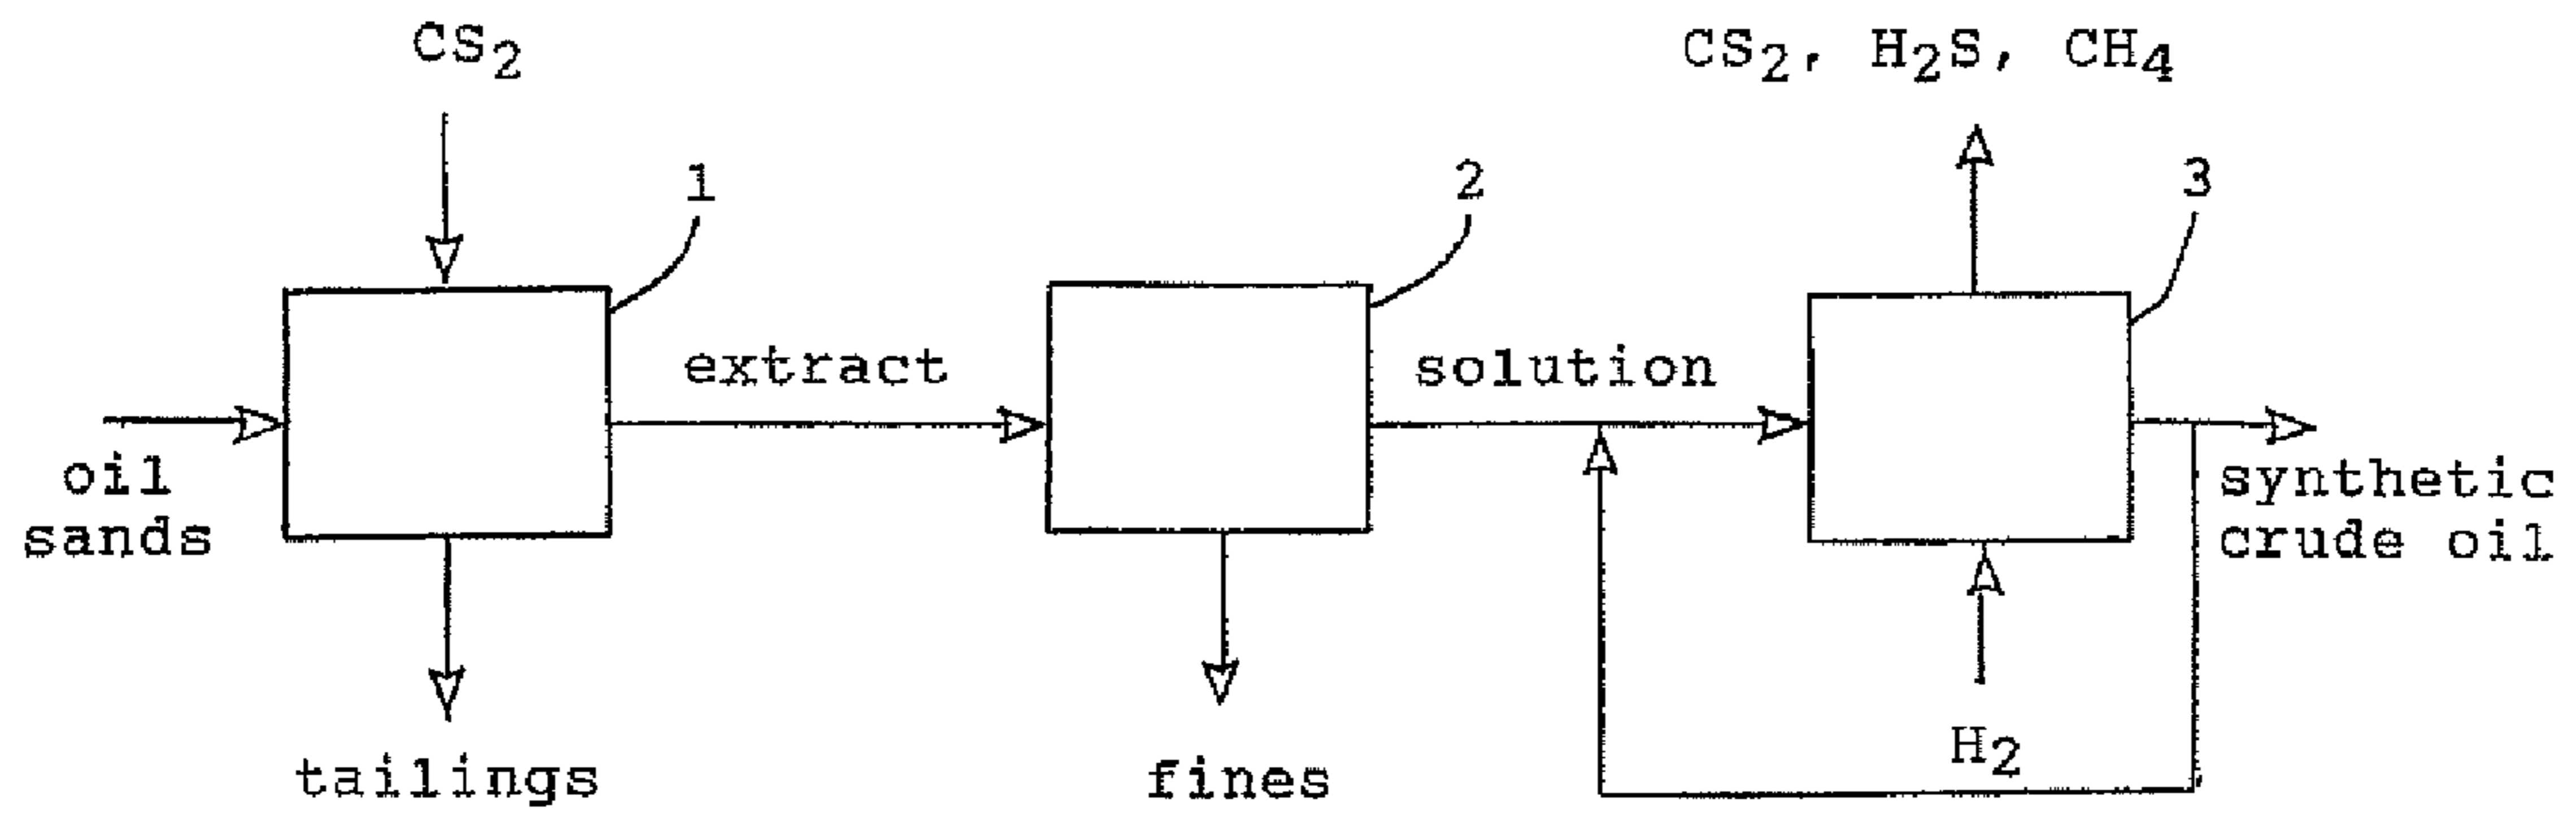 CS2
CS2, H2S, CH4
1
2
3
extract
solution
oil
sands
synthetic
crude oil
H2
tailings
fines